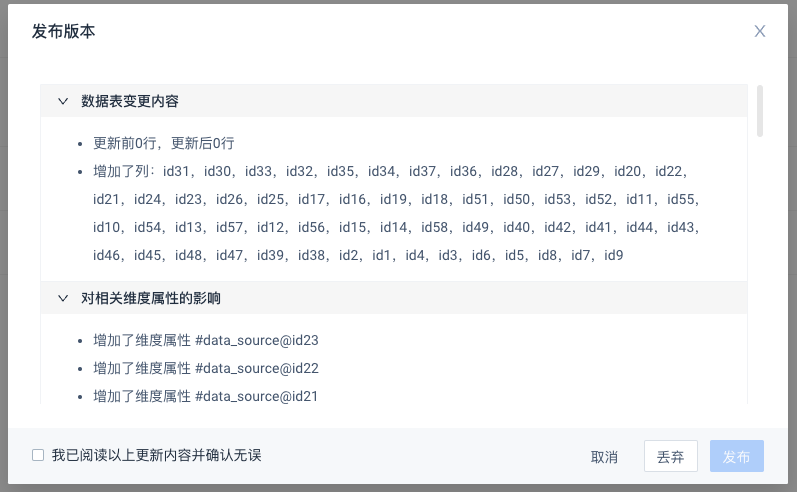 发布版本
数据表变更内容
更新前0行，更新后0行
增加了列：id31，id30，id33，id32，id35，id34，id37，id36，id28，id27，id29，id20，id22，
id21，id24，id23，id26，id25，id17，id16，id19，id18，id51，id50，id53，id52，id11，id55，
id10，id54，id13，id57，id12，id56，id15，id14，id58，id49，id40，id42，id41，id44，id43，
id46，id45，id48，id47，id39，id38，id2，id1，id4，id3，id6，id5，id8，id7，id9
对相关维度属性的影响
增加了维度属性 #data_source@id23
增加了维度属性 #data_source@id22
增加了维度属性 #data_source@id21
我已阅读以上更新内容并确认无误
取消
丢弃
发布